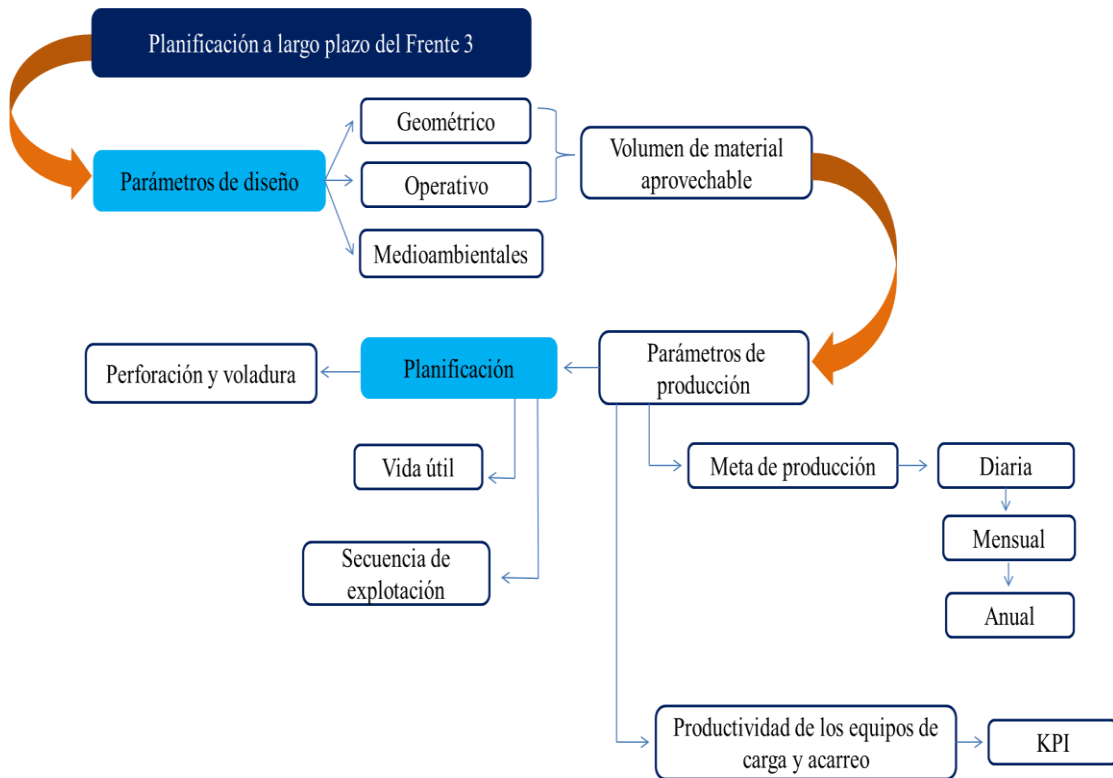 Planificación a largo plazo del Frente 3
Geométrico
Parámetros de diseño
Operativo
Medioambientales
Volumen de material
aprovechable
Perforación y voladura
Planificación
Parámetros de
producción
Vida útil
Meta de producción
Diaria
Mensual
Anual
Secuencia de
explotación
Productividad de los equipos de
carga y acarreo
KPI